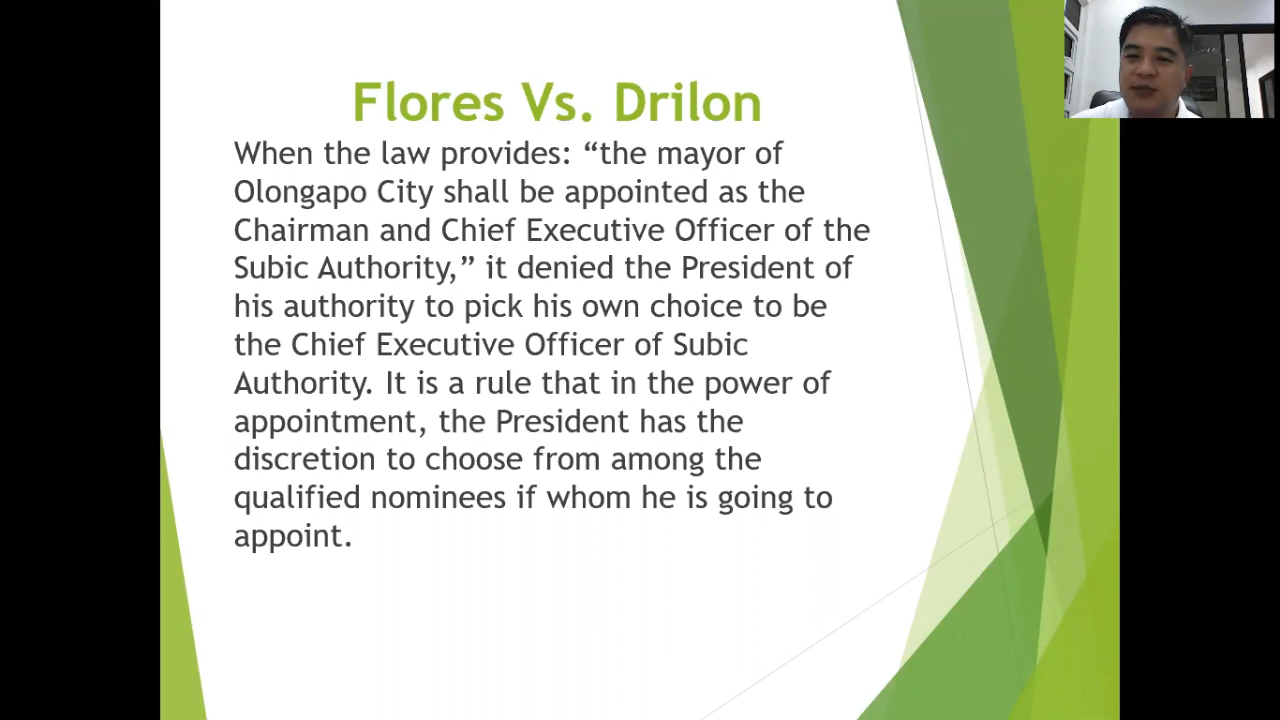 Flores Vs. Drilon
When the law provides: “the mayor of
Olongapo City shall be appointed as the
Chairman and Chief Executive Officer of the
Subic Authority,” it denied the President of
his authority to pick his own choice to be
the Chief Executive Officer of Subic
Authority. It is a rule that in the power of
appointment, the President has the
discretion to choose from among the
qualified nominees if whom he is going to
appoint.